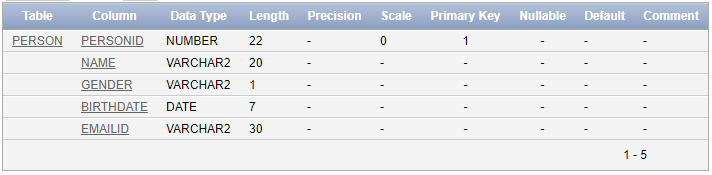 Table Column Data Type Length Precision Scale Primary Key Nullable Default Comment
PERSON PERSONID NUMBER 22 - 0 1 - - -
NAME VARCHAR2 20 - - - - - -
GENDER VARCHAR2 1 - - - - - -
BIRTHDATE DATE 7 - - - - - -
EMAILID VARCHAR2 30 - - - - - -
1 - 5